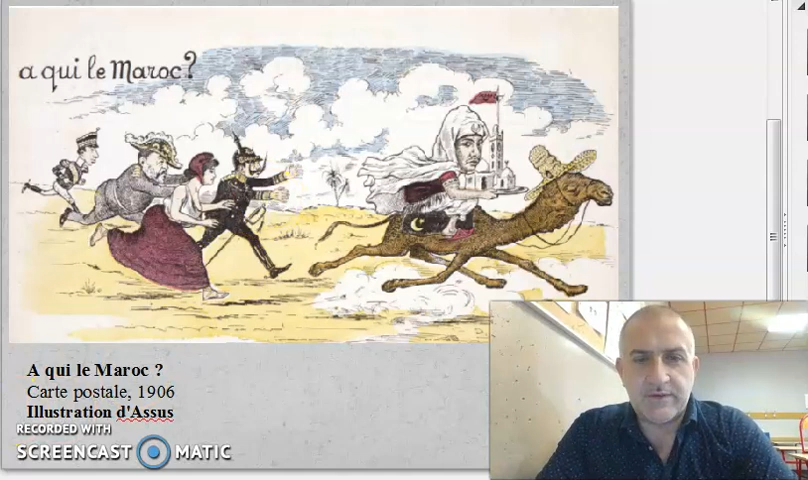 a qui le Maroc?
A qui le Maroc ?
Carte postale, 1906
Illustration d'Assus
RECORDED WITH
SCREENCAST MATIC